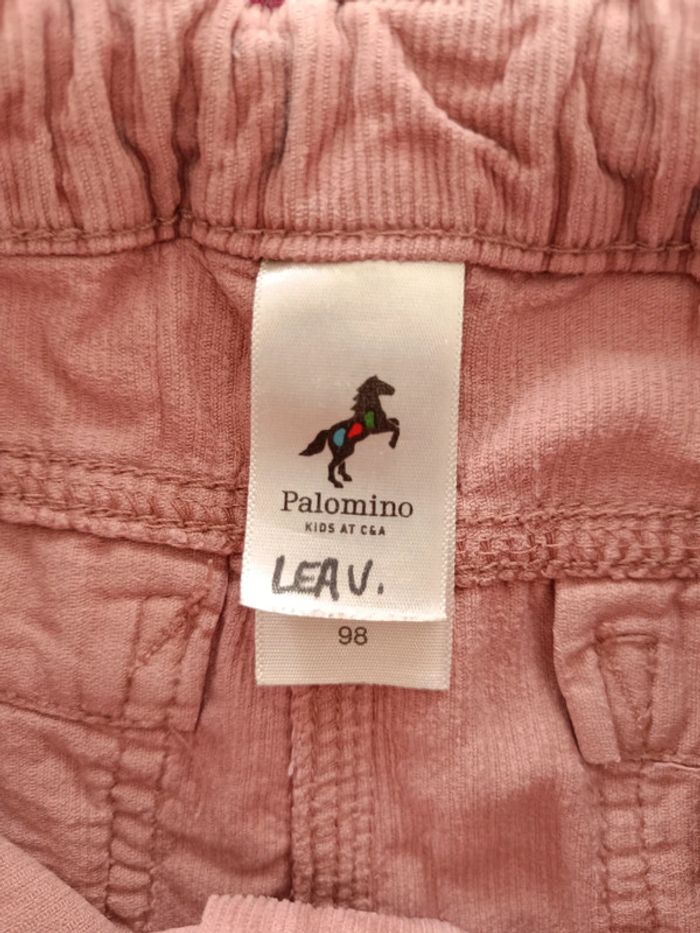 Palomino
KIDS AT C&A
LEA V.
98